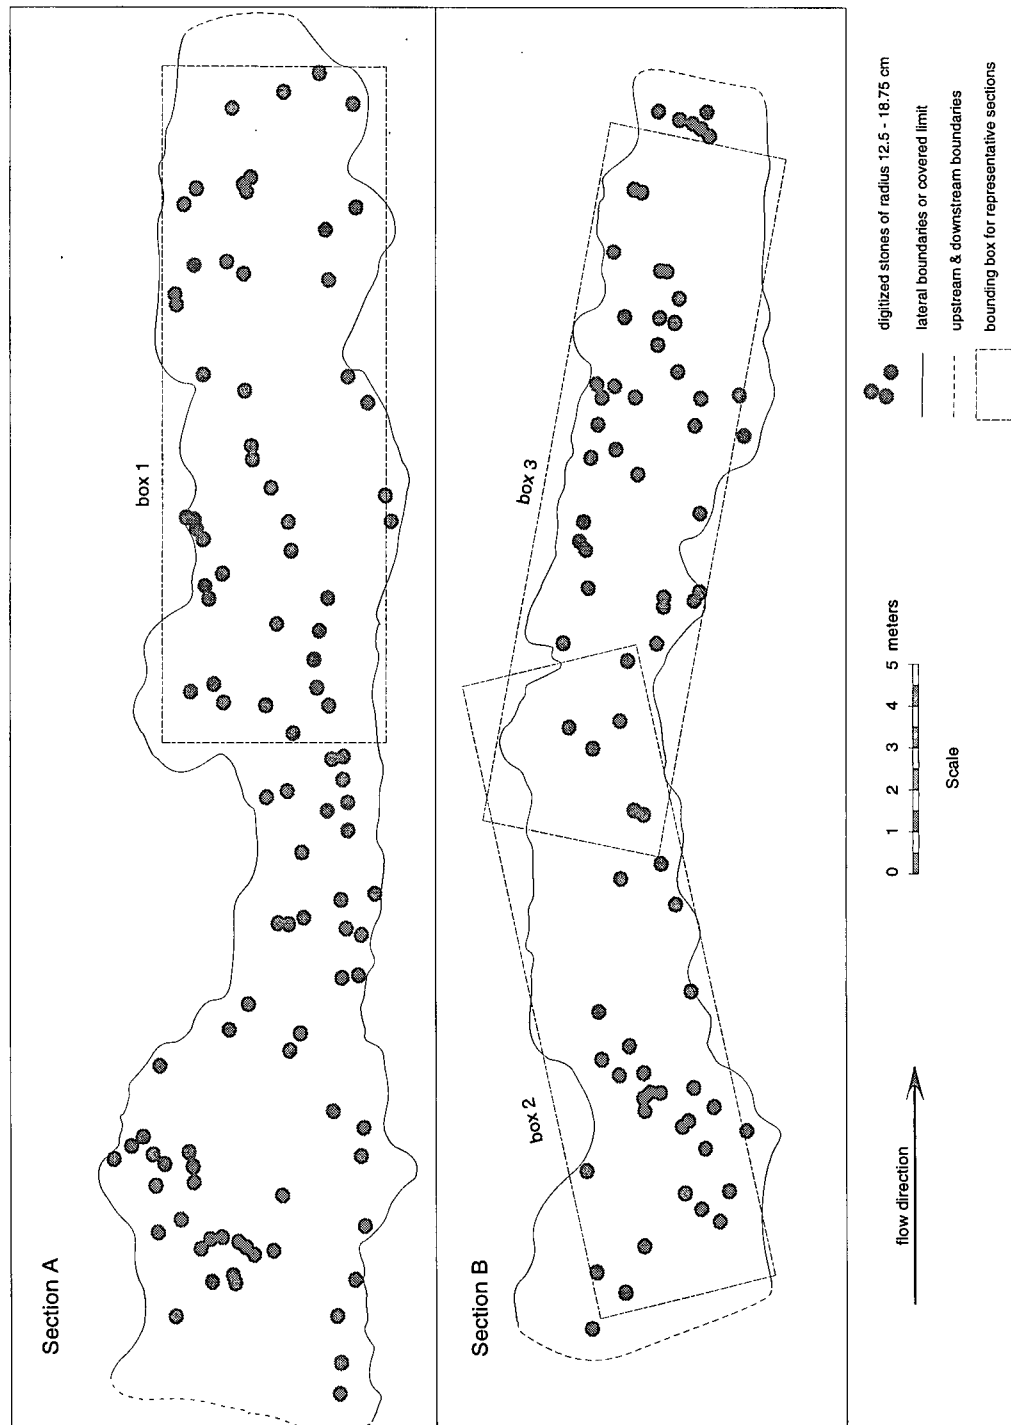 Section A
box 1
Section B
box 2
box 3
digitized stones of radius 12.5 - 18.75 cm
lateral boundaries or covered limit
upstream & downstream boundaries
bounding box for representative sections
0 1 2 3 4 5 meters
Scale
flow direction